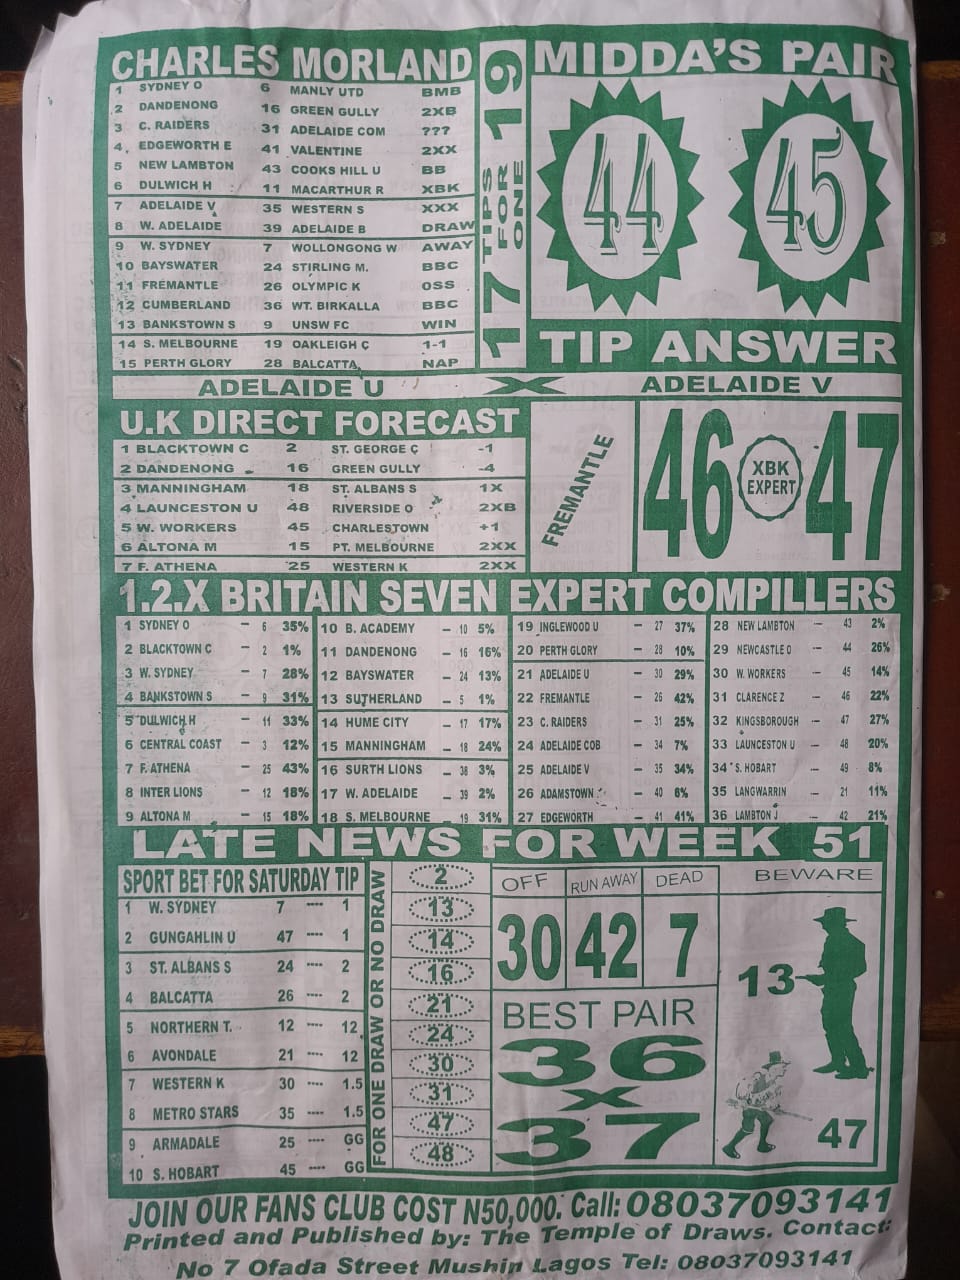 CHARLES MORLAND
1 SYDNEY O 6 MANLY UTD BMB
2 DANDENONG 16 GREEN GULLY 2XB
3 C. RAIDERS 31 ADELAIDE COM ???
4 EDGEWORTH E 41 VALENTINE 2XX
5 NEW LAMBTON 43 COOKS HILL U BB
6 DULWICH H 11 MACARTHUR R XBK
7 ADELAIDE V 35 WESTERN S XXX
8 W. ADELAIDE 39 ADELAIDE B DRAW
9 W. SYDNEY 7 WOLLONGONG W AWAY
10 BAYSWATER 24 STIRLING M. BBC
11 FREMANTLE 26 OLYMPIC K OSS
12 CUMBERLAND 36 WT. BIRKALLA BBC
13 BANKSTOWN S 9 UNSW FC WIN
14 S. MELBOURNE 19 OAKLEIGH C 1-1
15 PERTH GLORY 28 BALCATTA NAP
17 TIPS FOR ONE 19
MIDDA'S PAIR
44 45
TIP ANSWER
ADELAIDE U X ADELAIDE V
U.K DIRECT FORECAST
1 BLACKTOWN C 2 ST. GEORGE C -1
2 DANDENONG 16 GREEN GULLY -4
3 MANNINGHAM 18 ST. ALBANS S 1X
4 LAUNCESTON U 48 RIVERSIDE O 2XB
5 W. WORKERS 45 CHARLESTOWN +1
6 ALTONA M 15 PT. MELBOURNE 2XX
7 F. ATHENA 25 WESTERN K 2XX
FREMANTLE
46 XBK EXPERT 47
1.2.X BRITAIN SEVEN EXPERT COMPILLERS
1 SYDNEY O – 6 35%
2 BLACKTOWN C – 2 1%
3 W. SYDNEY – 7 28%
4 BANKSTOWN S – 9 31%
5 DULWICH H – 11 33%
6 CENTRAL COAST – 3 12%
7 F. ATHENA – 25 43%
8 INTER LIONS – 12 18%
9 ALTONA M – 15 18%
10 B. ACADEMY – 10 5%
11 DANDENONG – 16 16%
12 BAYSWATER – 24 13%
13 SUTHERLAND – 5 1%
14 HUME CITY – 17 17%
15 MANNINGHAM – 18 24%
16 SURTH LIONS – 38 3%
17 W. ADELAIDE – 39 2%
18 S. MELBOURNE – 19 31%
19 INGLEWOOD U – 27 37%
20 PERTH GLORY – 28 10%
21 ADELAIDE U – 30 29%
22 FREMANTLE – 26 42%
23 C. RAIDERS – 31 25%
24 ADELAIDE COB – 34 7%
25 ADELAIDE V – 35 34%
26 ADAMSTOWN – 40 6%
27 EDGEWORTH – 41 41%
28 NEW LAMBTON – 43 2%
29 NEWCASTLE O – 44 26%
30 W. WORKERS – 45 14%
31 CLARENCE Z – 46 22%
32 KINGSBOROUGH – 47 27%
33 LAUNCESTON U – 48 20%
34 S. HOBART – 49 8%
35 LANGWARRIN – 21 11%
36 LAMBTON J – 42 21%
LATE NEWS FOR WEEK 51
SPORT BET FOR SATURDAY TIP
1 W. SYDNEY 7 ---- 1
2 GUNGAHLIN U 47 ---- 1
3 ST. ALBANS S 24 ---- 2
4 BALCATTA 26 ---- 2
5 NORTHERN T. 12 ---- 12
6 AVONDALE 21 ---- 12
7 WESTERN K 30 ---- 1.5
8 METRO STARS 35 ---- 1.5
9 ARMADALE 25 ---- GG
10 S. HOBART 45 ---- GG
FOR ONE DRAW OR NO DRAW
2
13
14
16
21
24
30
31
47
48
OFF RUN AWAY DEAD
30 42 7
BEST PAIR
36
X
37
BEWARE
13
47
JOIN OUR FANS CLUB COST N50,000. Call: 08037093141
Printed and Published by: The Temple of Draws. Contact:
No 7 Ofada Street Mushin Lagos Tel: 08037093141